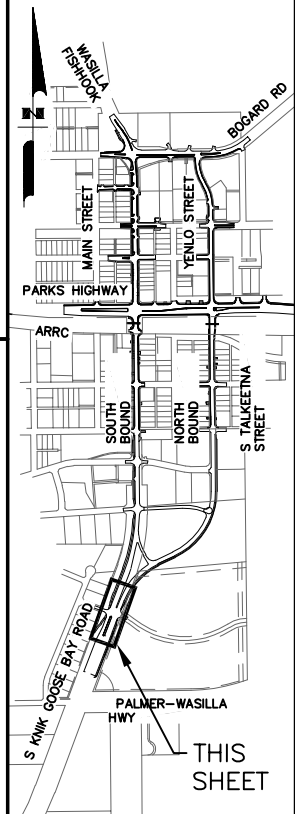 N
WASILLA
FISHHOOK
BOGARD RD
MAIN STREET
YENLO STREET
PARKS HIGHWAY
ARRC
SOUTH
BOUND
NORTH
BOUND
S TALKEETNA
STREET
S KNIK GOOSE BAY ROAD
PALMER-WASILLA
HWY
THIS
SHEET